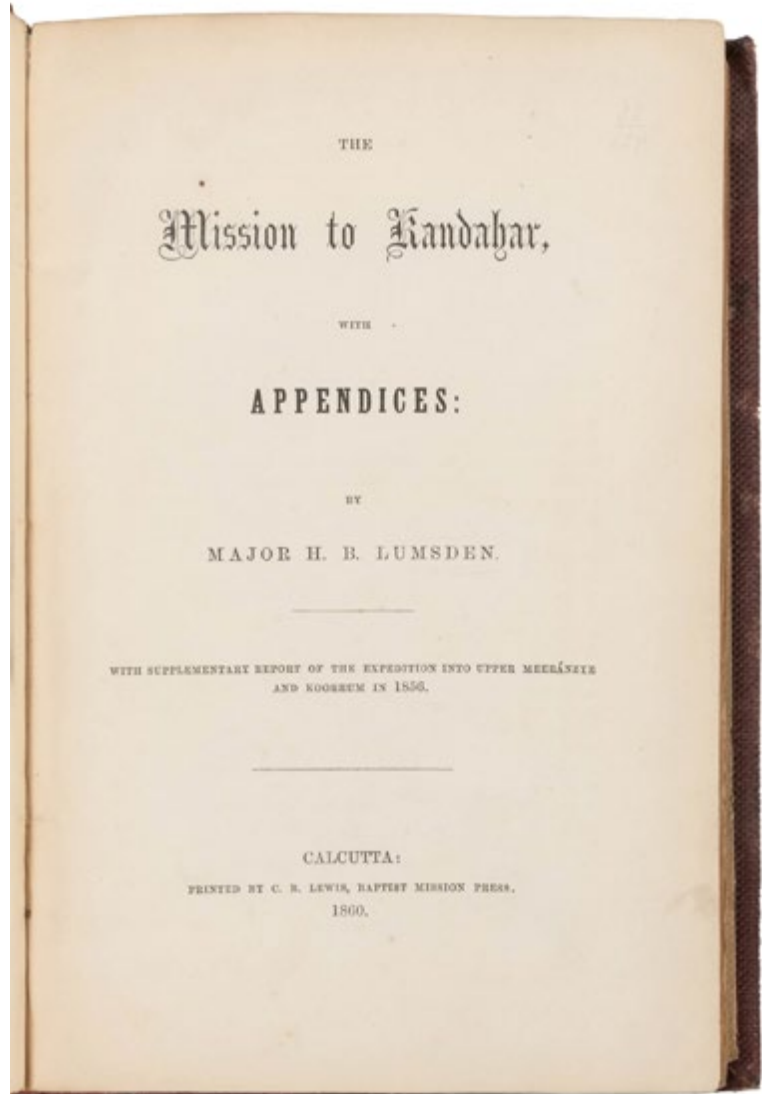 THE
Mission to Kandahar,
WITH
APPENDICES:
BY
MAJOR H. B. LUMSDEN.
WITH SUPPLEMENTARY REPORT OF THE EXPEDITION INTO UPPER MEERÁNZYE
AND KOORRUM IN 1856.
CALCUTTA:
PRINTED BY C. B. LEWIS, BAPTIST MISSION PRESS.
1860.